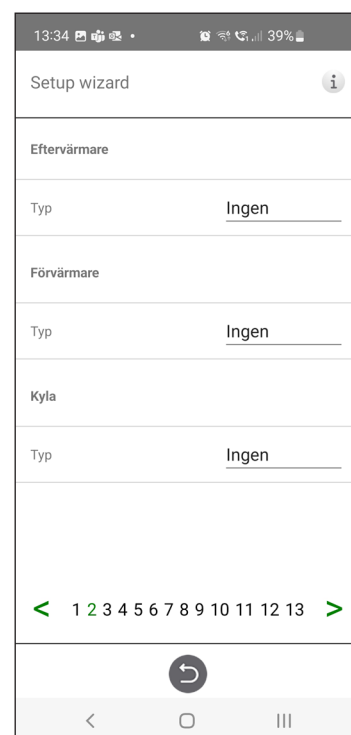 13:34 39%
Setup wizard
i
Eftervärmare
Typ Ingen
Förvärmare
Typ Ingen
Kyla
Typ Ingen
< 1 2 3 4 5 6 7 8 9 10 11 12 13 >